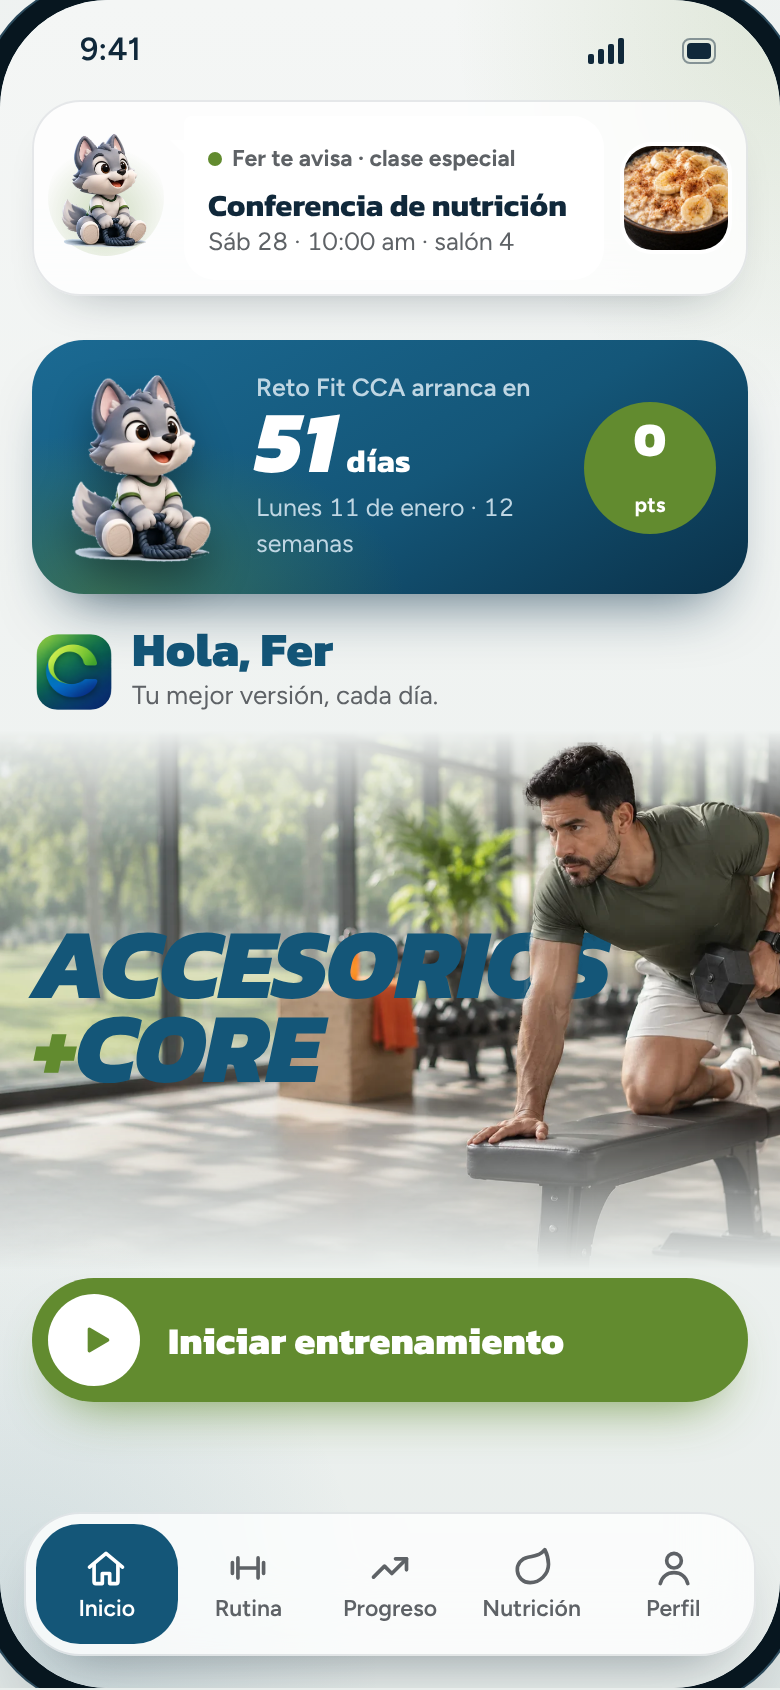 9:41
Fer te avisa · clase especial
Conferencia de nutrición
Sáb 28 · 10:00 am · salón 4
Reto Fit CCA arranca en
51 días
Lunes 11 de enero · 12
semanas
0
pts
Hola, Fer
Tu mejor versión, cada día.
ACCESORIOS
+CORE
Iniciar entrenamiento
Inicio
Rutina
Progreso
Nutrición
Perfil